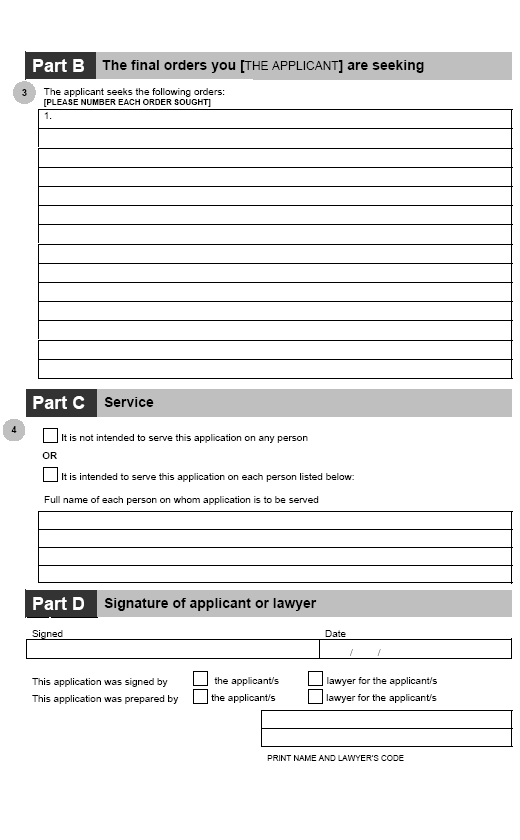 Part B The final orders you [THE APPLICANT] are seeking
3 The applicant seeks the following orders:
[PLEASE NUMBER EACH ORDER SOUGHT]
1.
Part C Service
4
It is not intended to serve this application on any person
OR
It is intended to serve this application on each person listed below:
Full name of each person on whom application is to be served
Part D Signature of applicant or lawyer
Signed Date
/ /
This application was signed by the applicant/s lawyer for the applicant/s
This application was prepared by the applicant/s lawyer for the applicant/s
PRINT NAME AND LAWYER'S CODE